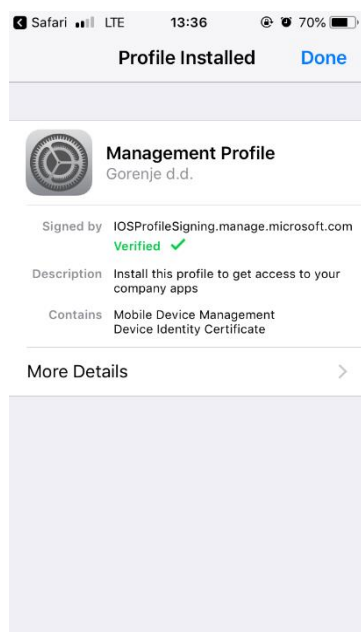 Safari LTE 13:36 70%
Profile Installed Done
Management Profile
Gorenje d.d.
Signed by IOSProfileSigning.manage.microsoft.com
Verified ✓
Description Install this profile to get access to your
company apps
Contains Mobile Device Management
Device Identity Certificate
More Details